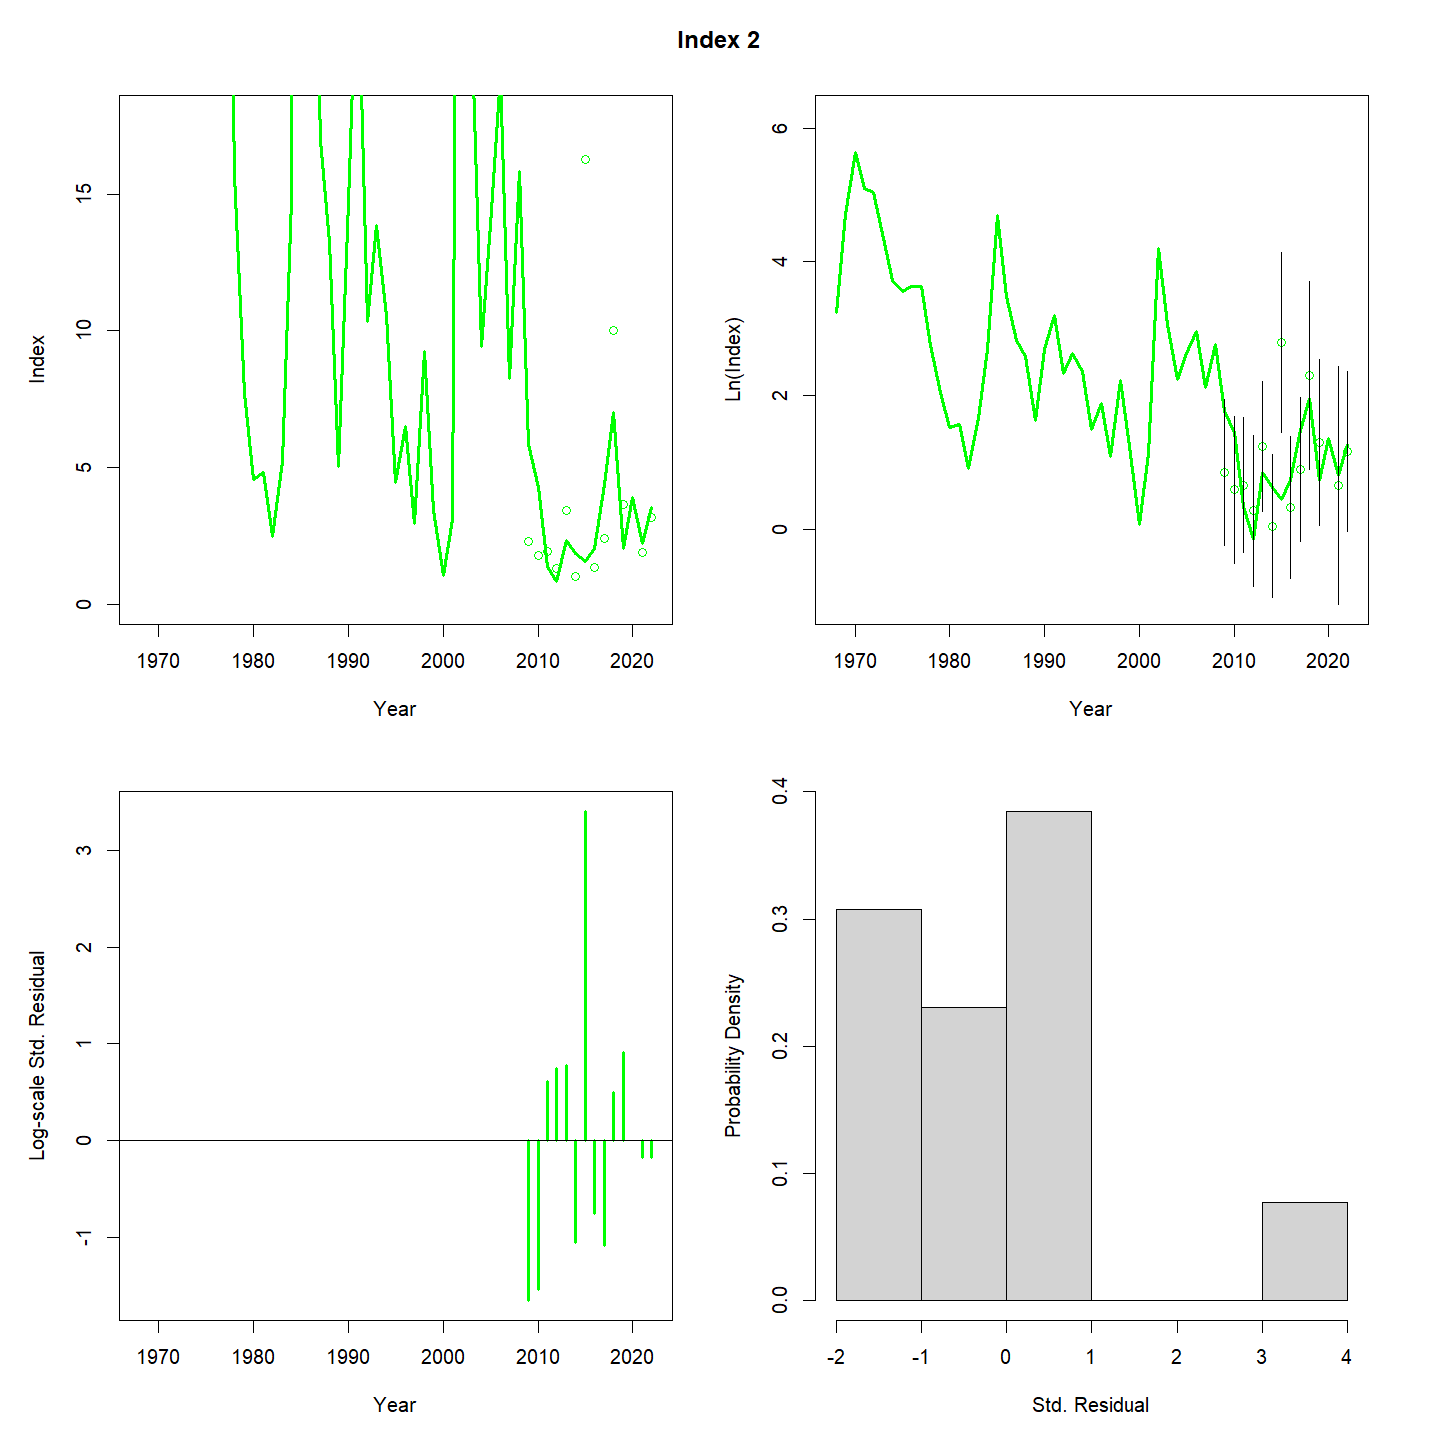 Index 2
Index
15
10
5
0
1970 1980 1990 2000 2010 2020
Year
Ln(Index)
6
4
2
0
1970 1980 1990 2000 2010 2020
Year
Log-scale Std. Residual
3
2
1
0
-1
1970 1980 1990 2000 2010 2020
Year
Probability Density
0.4
0.3
0.2
0.1
0.0
-2 -1 0 1 2 3 4
Std. Residual